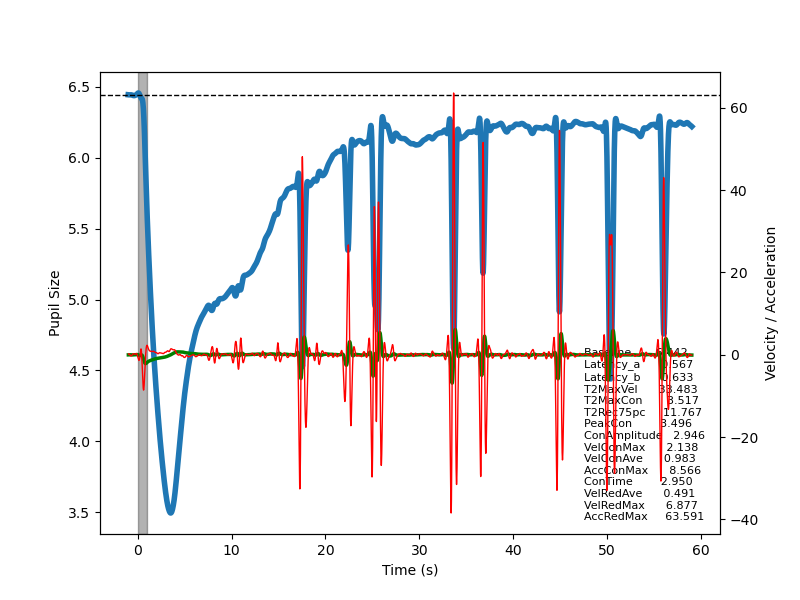 6.5
6.0
5.5
5.0
4.5
4.0
3.5
Pupil Size
60
40
20
0
−20
−40
Velocity / Acceleration
Latency_a 0.567
Latency_b 0.633
T2MaxVel 33.483
T2MaxCon 3.517
T2Rec75pc 11.767
PeakCon 3.496
ConAmplitude 2.946
VelConMax 2.138
VelConAve 0.983
AccConMax 8.566
ConTime 2.950
VelRedAve 0.491
VelRedMax 6.877
AccRedMax 63.591
0 10 20 30 40 50 60
Time (s)